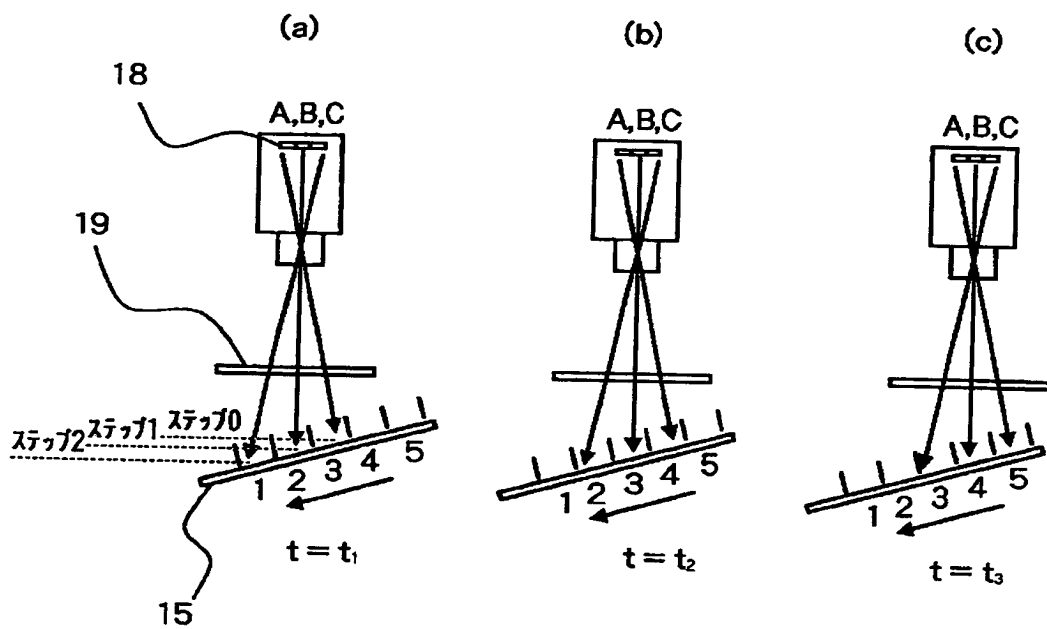 (a)
(b)
(c)
18
A,B,C
A,B,C
A,B,C
19
ステップ0
ステップ1
ステップ2
1 2 3 4 5
1 2 3 4 5
1 2 3 4 5
t=t₁
t=t₂
t=t₃
15